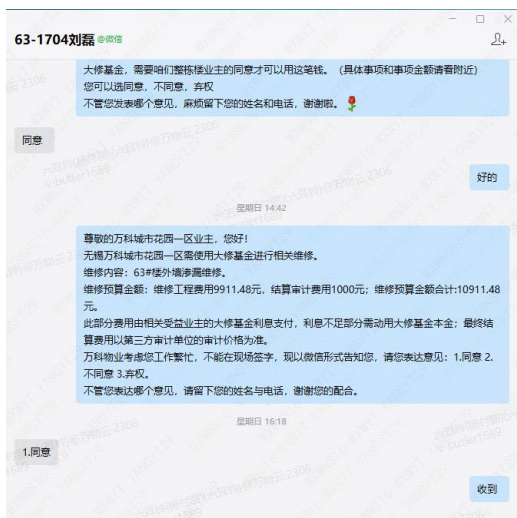 63-1704刘磊@微信
大修基金，需要咱们整栋楼业主的同意才可以用这笔钱。（具体事项和事项金额请看附近）
您可以选同意，不同意，弃权
不管您发表哪个意见，麻烦留下您的姓名和电话，谢谢啦。
同意
好的
星期日 14:42
尊敬的万科城市花园一区业主，您好！
无锡万科城市花园一区需使用大修基金进行相关维修。
维修内容：63#楼外墙渗漏维修。
维修预算金额：维修工程费用9911.48元，结算审计费用1000元；维修预算金额合计:10911.48
元。
此部分费用由相关受益业主的大修基金利息支付，利息不足部分需动用大修基金本金；最终结
算费用以第三方审计单位的审计价格为准。
万科物业考虑您工作繁忙，不能在现场签字，现以微信形式告知您，请您表达意见：1.同意 2.
不同意 3.弃权。
不管您表达哪个意见，请留下您的姓名与电话，谢谢您的配合。
星期日 16:18
1.同意
收到